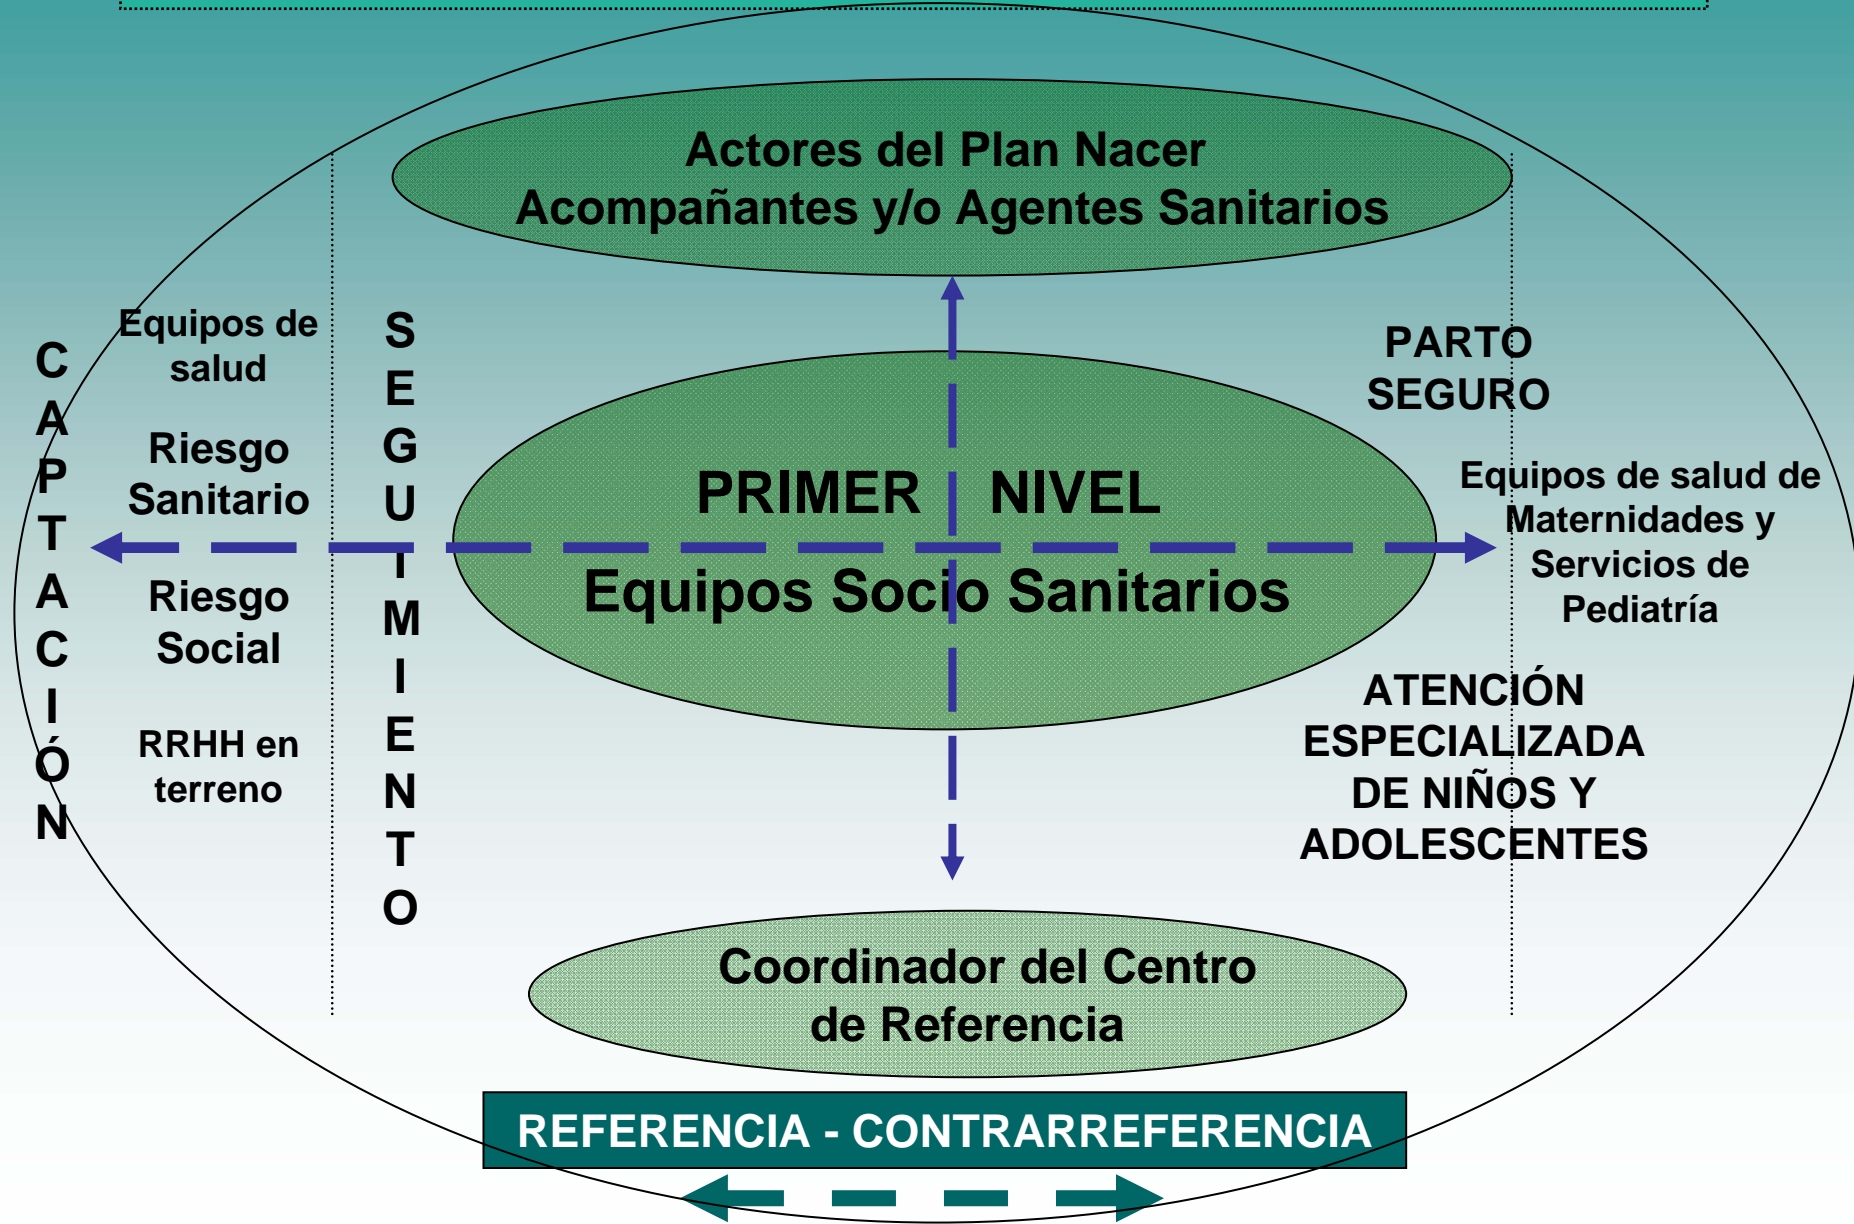 Actores del Plan Nacer
Acompañantes y/o Agentes Sanitarios
CAPTACIÓN
Equipos de
salud
Riesgo
Sanitario
Riesgo
Social
RRHH en
terreno
SEGUIMIENTO
PRIMER NIVEL
Equipos Socio Sanitarios
PARTO
SEGURO
Equipos de salud de
Maternidades y
Servicios de
Pediatría
ATENCIÓN
ESPECIALIZADA
DE NIÑOS Y
ADOLESCENTES
Coordinador del Centro
de Referencia
REFERENCIA - CONTRARREFERENCIA